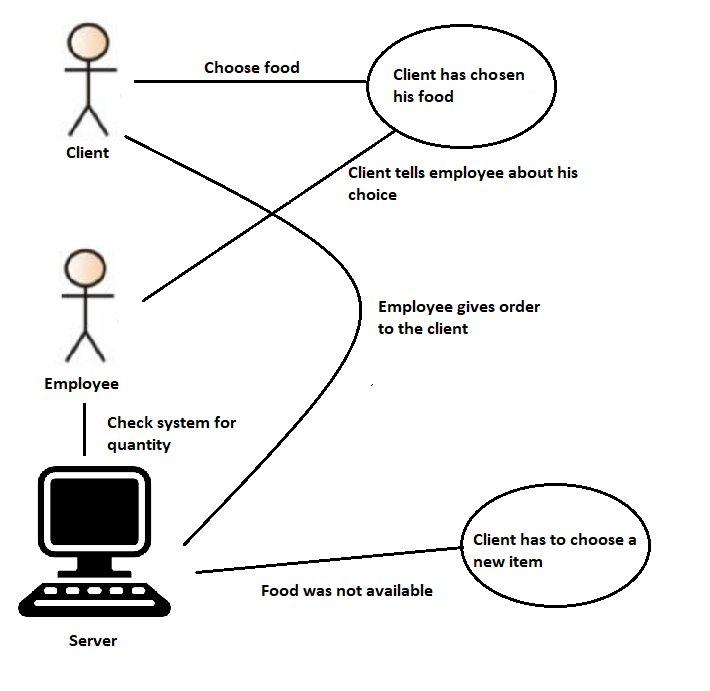 Choose food
Client has chosen
his food
Client
Client tells employee about his
choice
Employee gives order
to the client
Employee
Check system for
quantity
Client has to choose a
new item
Food was not available
Server